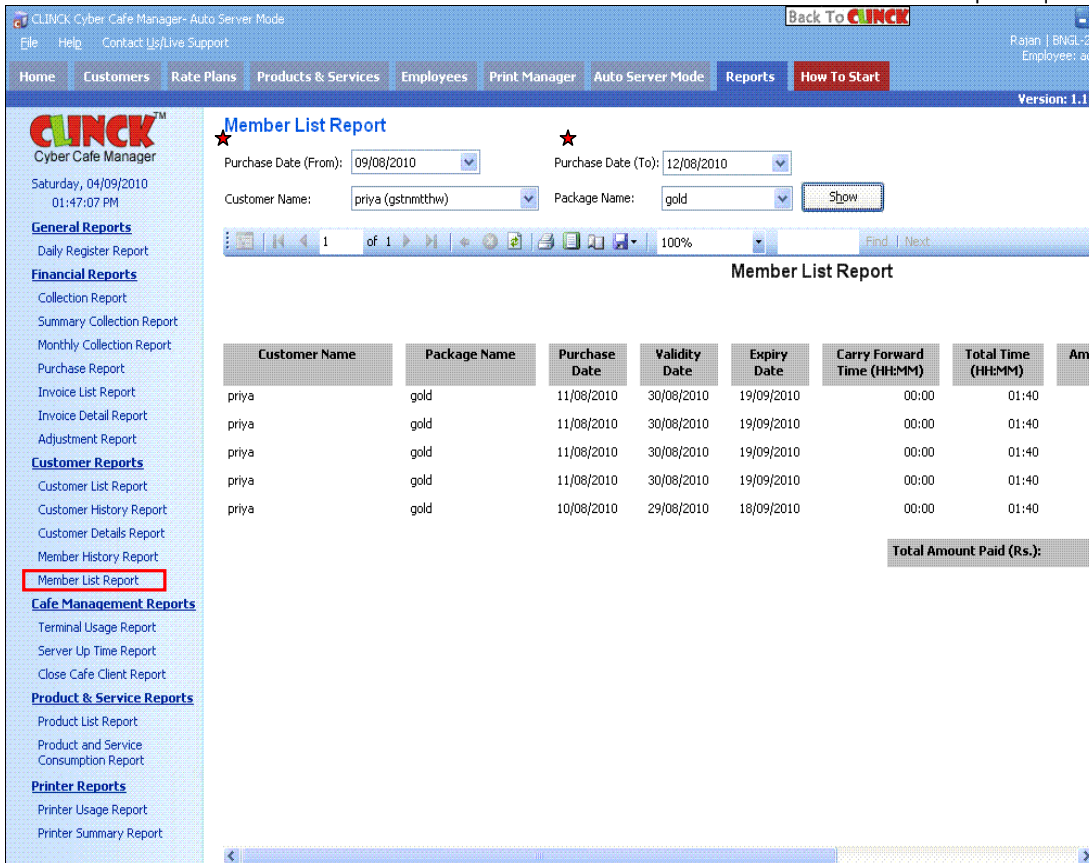 Back To CLINCK
CLINCK Cyber Cafe Manager- Auto Server Mode
File Help Contact Us/Live Support
Rajan | BNGL-2
Employee: ad
Home Customers Rate Plans Products & Services Employees Print Manager Auto Server Mode Reports How To Start
Version: 1.1
CLINCK TM
Cyber Cafe Manager
Saturday, 04/09/2010
01:47:07 PM
General Reports
Daily Register Report
Financial Reports
Collection Report
Summary Collection Report
Monthly Collection Report
Purchase Report
Invoice List Report
Invoice Detail Report
Adjustment Report
Customer Reports
Customer List Report
Customer History Report
Customer Details Report
Member History Report
Member List Report
Cafe Management Reports
Terminal Usage Report
Server Up Time Report
Close Cafe Client Report
Product & Service Reports
Product List Report
Product and Service
Consumption Report
Printer Reports
Printer Usage Report
Printer Summary Report
Member List Report
Purchase Date (From): 09/08/2010 Purchase Date (To): 12/08/2010
Customer Name: priya (gstnmtthw) Package Name: gold Show
1 of 1 100% Find | Next
Member List Report
Customer Name Package Name Purchase Date Validity Date Expiry Date Carry Forward Time (HH:MM) Total Time (HH:MM) Am
priya gold 11/08/2010 30/08/2010 19/09/2010 00:00 01:40
priya gold 11/08/2010 30/08/2010 19/09/2010 00:00 01:40
priya gold 11/08/2010 30/08/2010 19/09/2010 00:00 01:40
priya gold 11/08/2010 30/08/2010 19/09/2010 00:00 01:40
priya gold 10/08/2010 29/08/2010 18/09/2010 00:00 01:40
Total Amount Paid (Rs.):